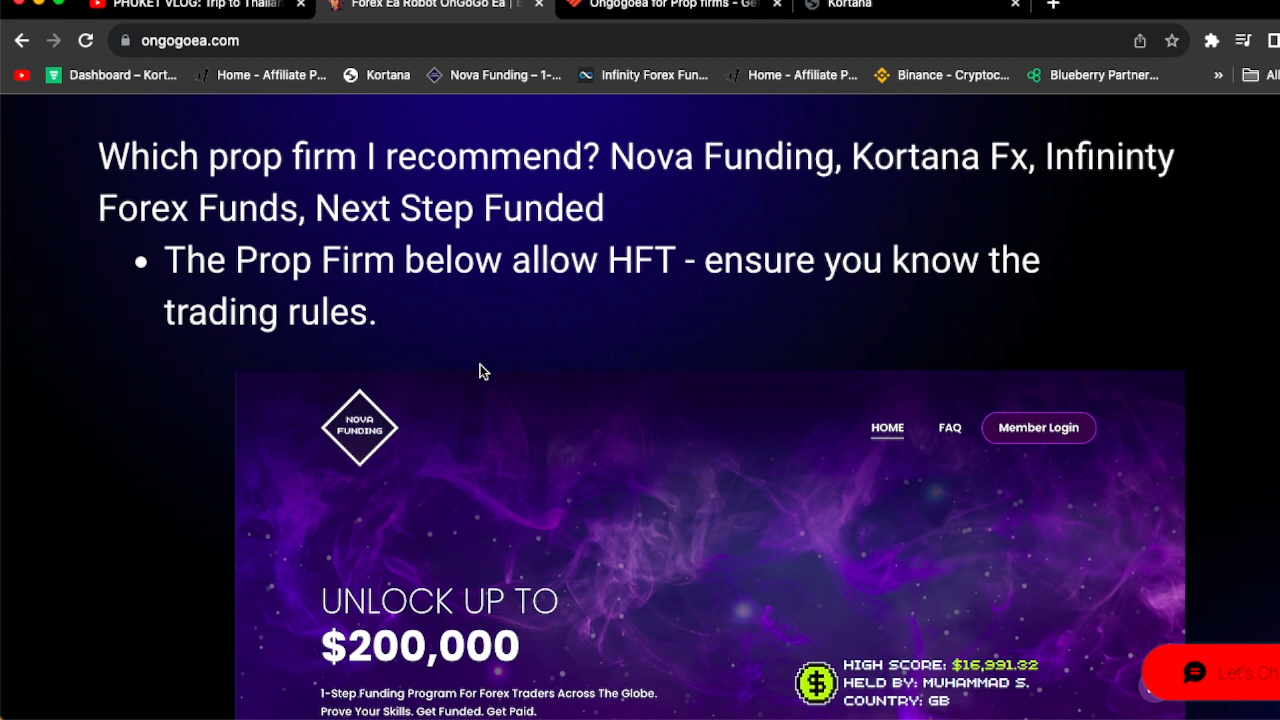 PHUKET VLOG: Trip to Thailan
Forex Ea Robot OnGoGo Ea | B
Ongogoea for Prop firms - Ge
Kortana
ongogoea.com
Dashboard – Kort...
Home - Affiliate P...
Kortana
Nova Funding – 1-...
Infinity Forex Fun...
Home - Affiliate P...
Binance - Cryptoc...
Blueberry Partner...
»
All
Which prop firm I recommend? Nova Funding, Kortana Fx, Infininty
Forex Funds, Next Step Funded
• The Prop Firm below allow HFT - ensure you know the
trading rules.
NOVA
FUNDING
HOME
FAQ
Member Login
UNLOCK UP TO
$200,000
1-Step Funding Program For Forex Traders Across The Globe.
Prove Your Skills. Get Funded. Get Paid.
HIGH SCORE: $16,991.32
HELD BY: MUHAMMAD S.
COUNTRY: GB
Let's Ch